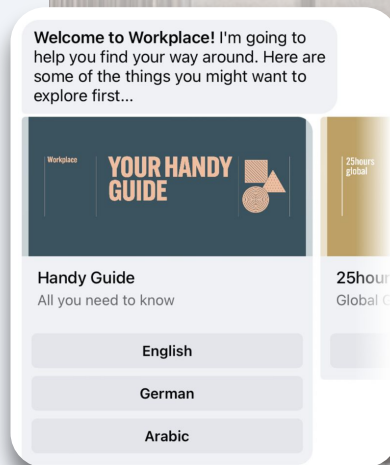 Welcome to Workplace! I'm going to
help you find your way around. Here are
some of the things you might want to
explore first...
Workplace
YOUR HANDY
GUIDE
25hours
global
Handy Guide
All you need to know
25hour
Global
English
German
Arabic